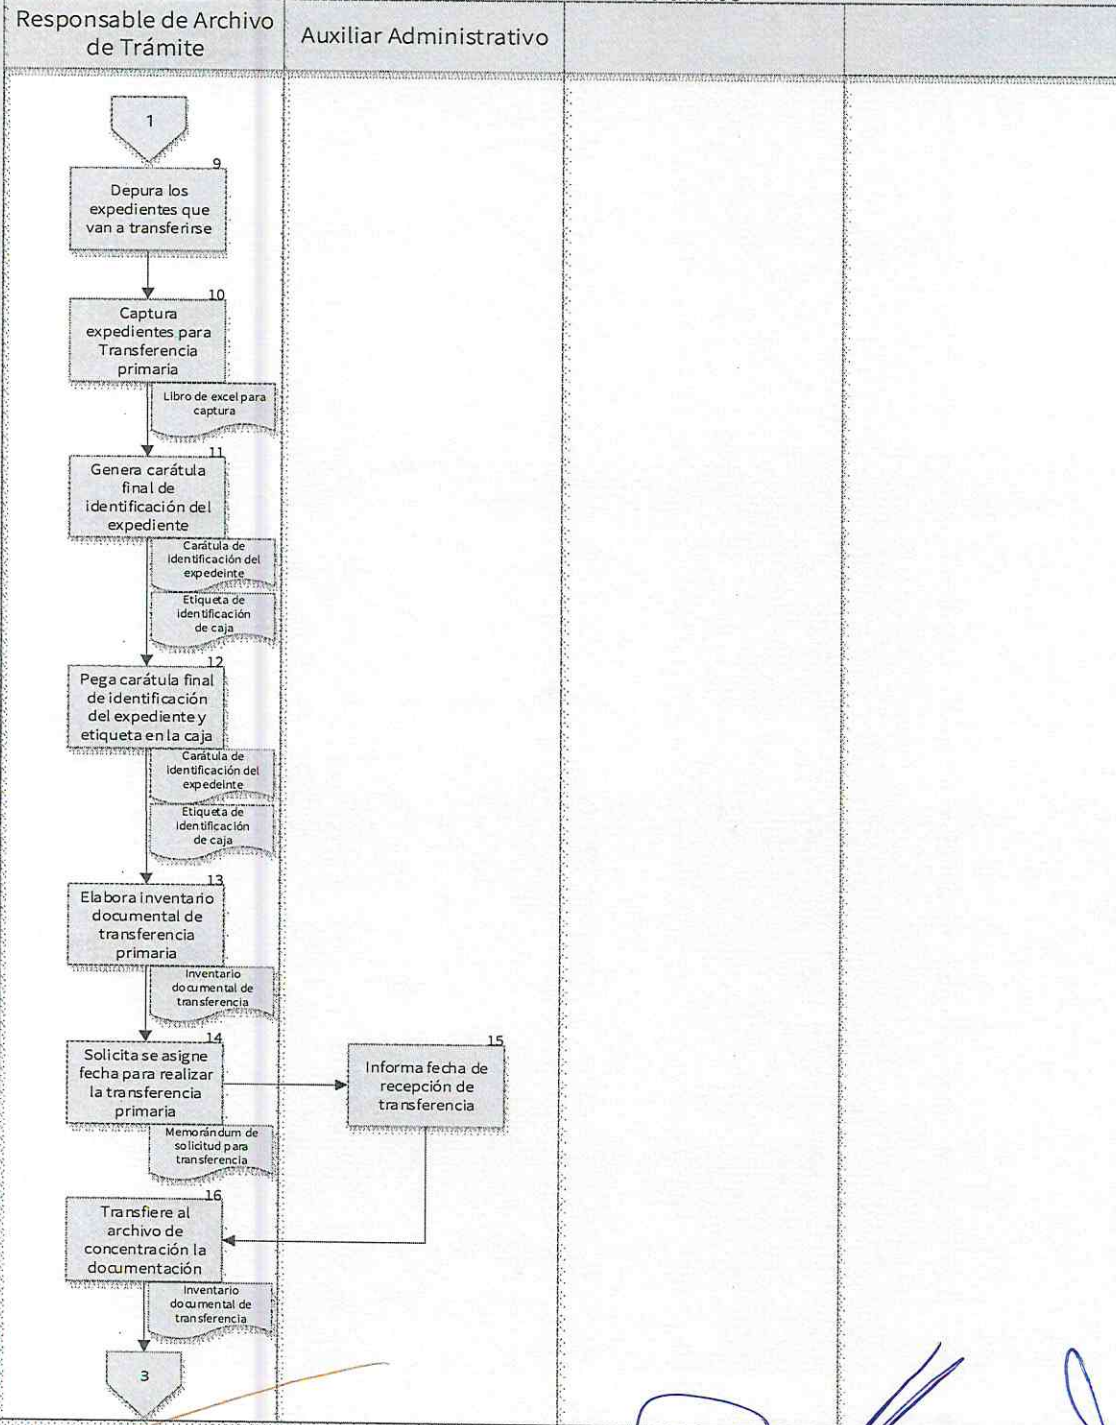 Responsable de Archivo
de Trámite
Auxiliar Administrativo
1
9
Depura los
expedientes que
van a transferirse
10
Captura
expedientes para
Transferencia
primaria
Libro de excel para
captura
11
Genera carátula
final de
identificación del
expediente
Carátula de
identificación del
expedeinte
Etiqueta de
identificación
de caja
12
Pega carátula final
de identificación
del expediente y
etiqueta en la caja
Carátula de
identificación del
expedeinte
Etiqueta de
identificación
de caja
13
Elabora inventario
documental de
transferencia
primaria
Inventario
documental de
transferencia
14
Solicita se asigne
fecha para realizar
la transferencia
primaria
Memorándum de
solicitud para
transferencia
15
Informa fecha de
recepción de
transferencia
16
Transfiere al
archivo de
concentración la
documentación
Inventario
documental de
transferencia
3